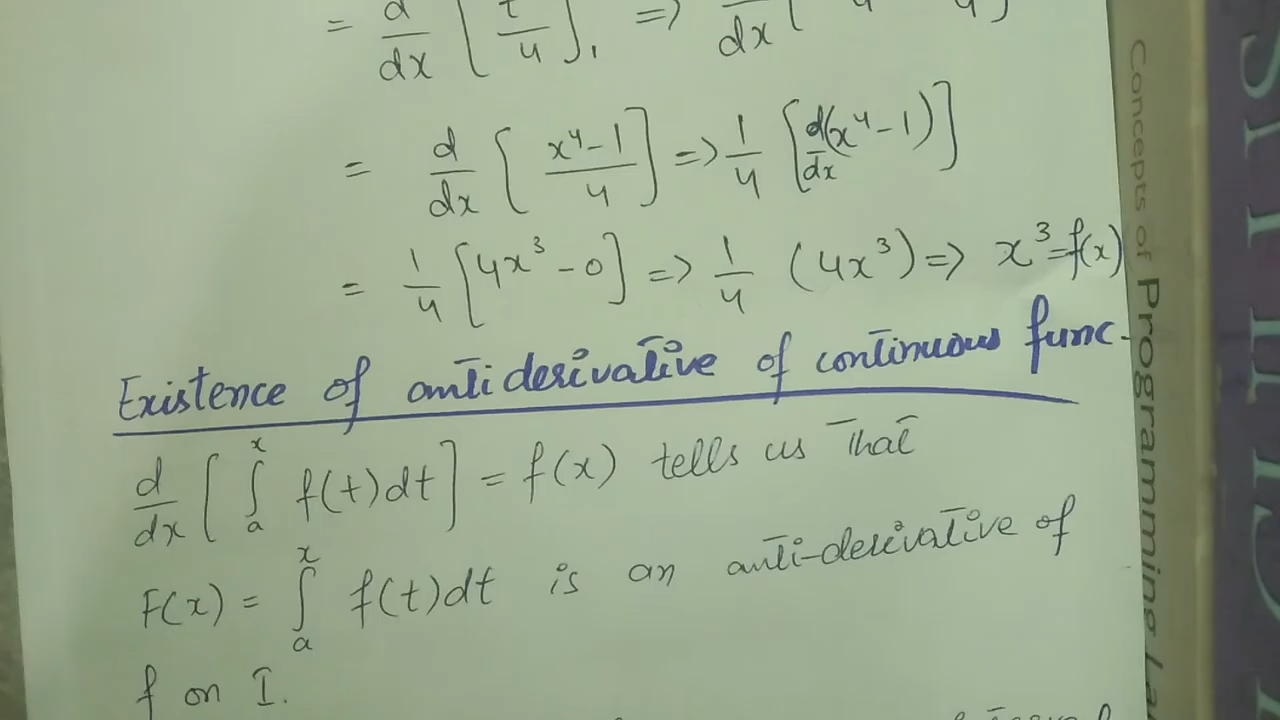 = d/dx [t/4]₁ => d/dx [
= d/dx [x⁴-1/4] => 1/4 [d/dx(x⁴-1)]
= 1/4 [4x³-0] => 1/4 (4x³) => x³=f(x)
Existence of antiderivative of continuous func.
d/dx [∫ₐˣ f(t)dt] = f(x) tells us that
F(x) = ∫ₐˣ f(t)dt is an anti-derivative of
f on I.
Concepts of Programming La